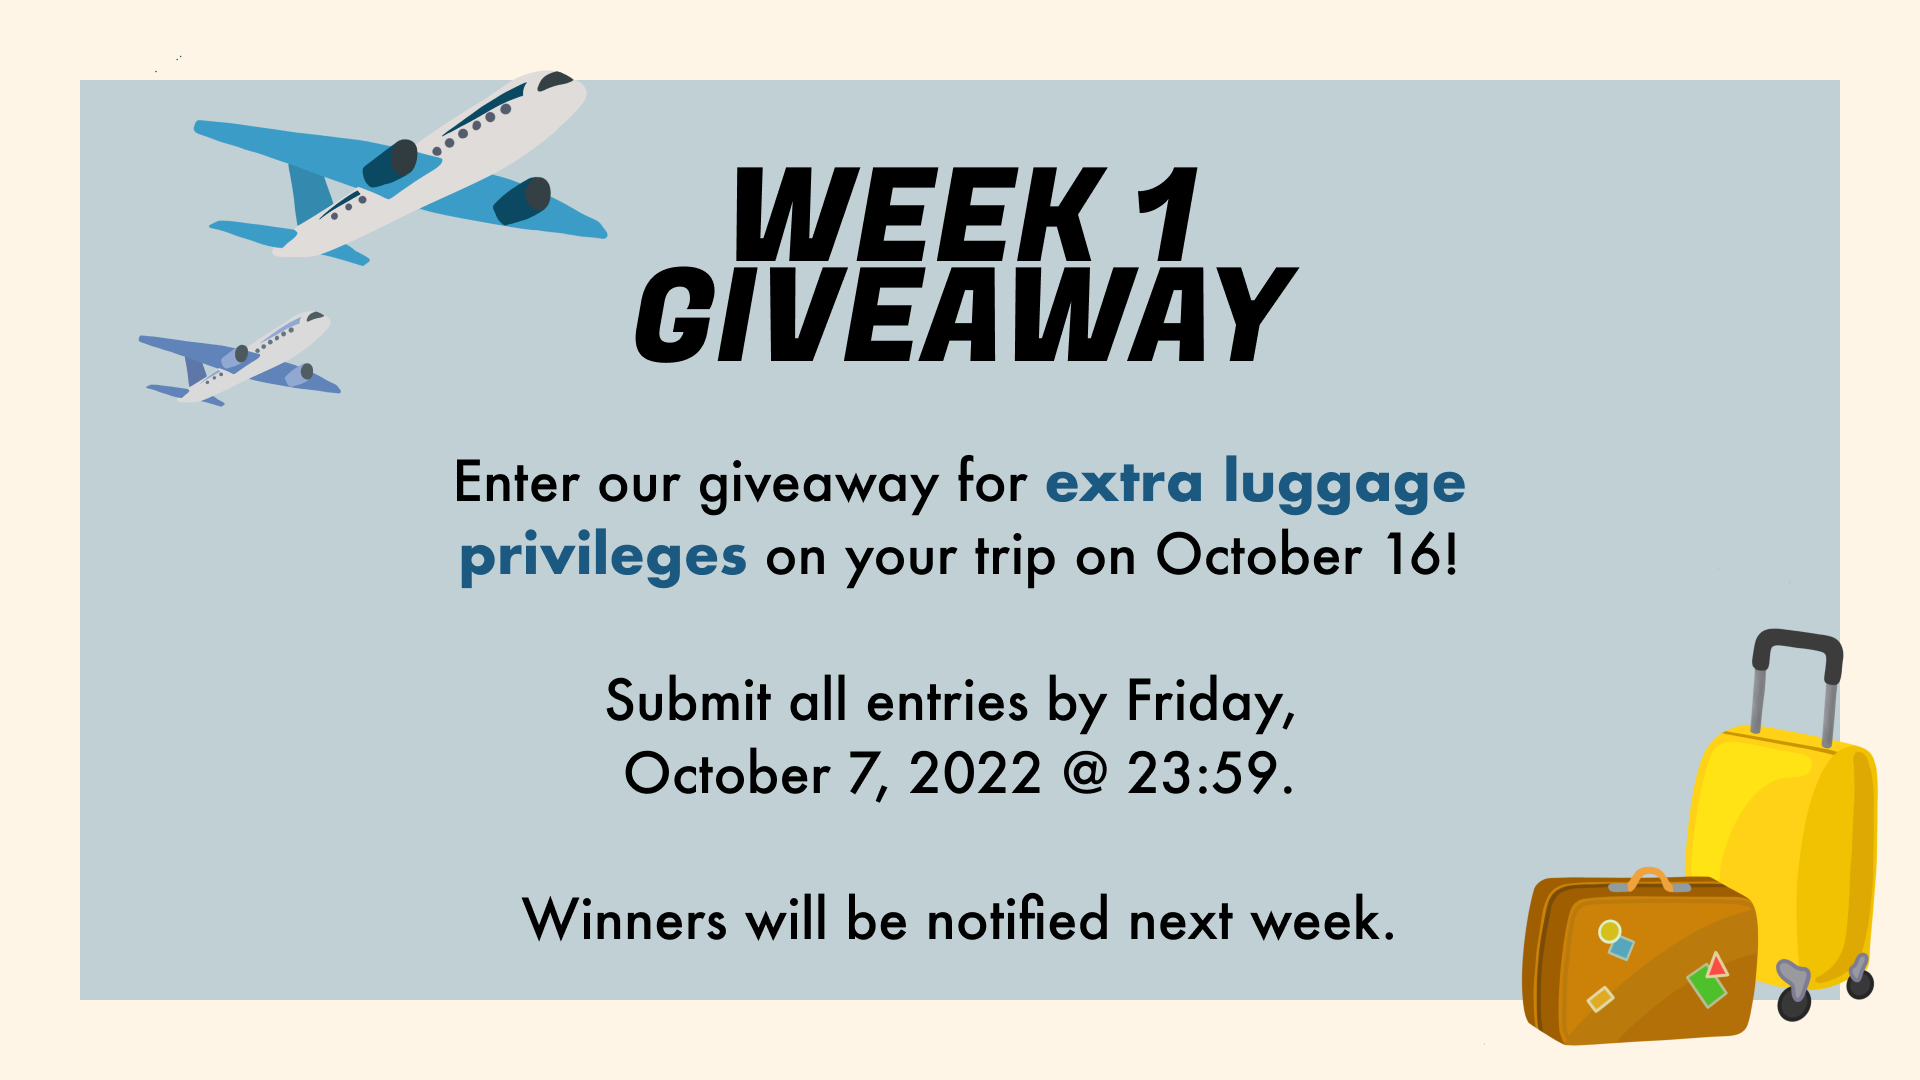 WEEK 1
GIVEAWAY
Enter our giveaway for extra luggage
privileges on your trip on October 16!
Submit all entries by Friday,
October 7, 2022 @ 23:59.
Winners will be notified next week.